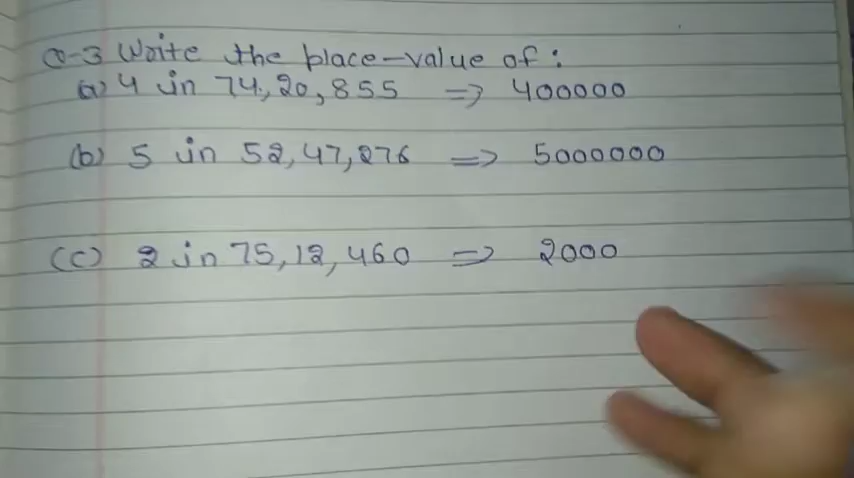 Q-3 Write the place-value of:
(a) 4 in 74,20,855 => 400000
(b) 5 in 52,47,276 => 5000000
(c) 2 in 75,12,460 => 2000